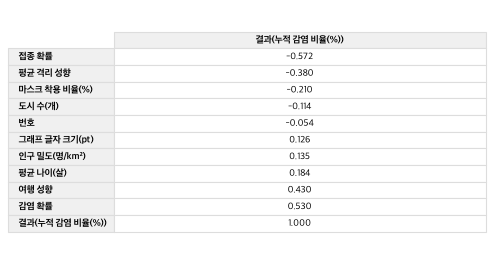 결과(누적 감염 비율(%))
접종 확률 -0.572
평균 격리 성향 -0.380
마스크 착용 비율(%) -0.210
도시 수(개) -0.114
번호 -0.054
그래프 글자 크기(pt) 0.126
인구 밀도(명/km²) 0.135
평균 나이(살) 0.184
여행 성향 0.430
감염 확률 0.530
결과(누적 감염 비율(%)) 1.000